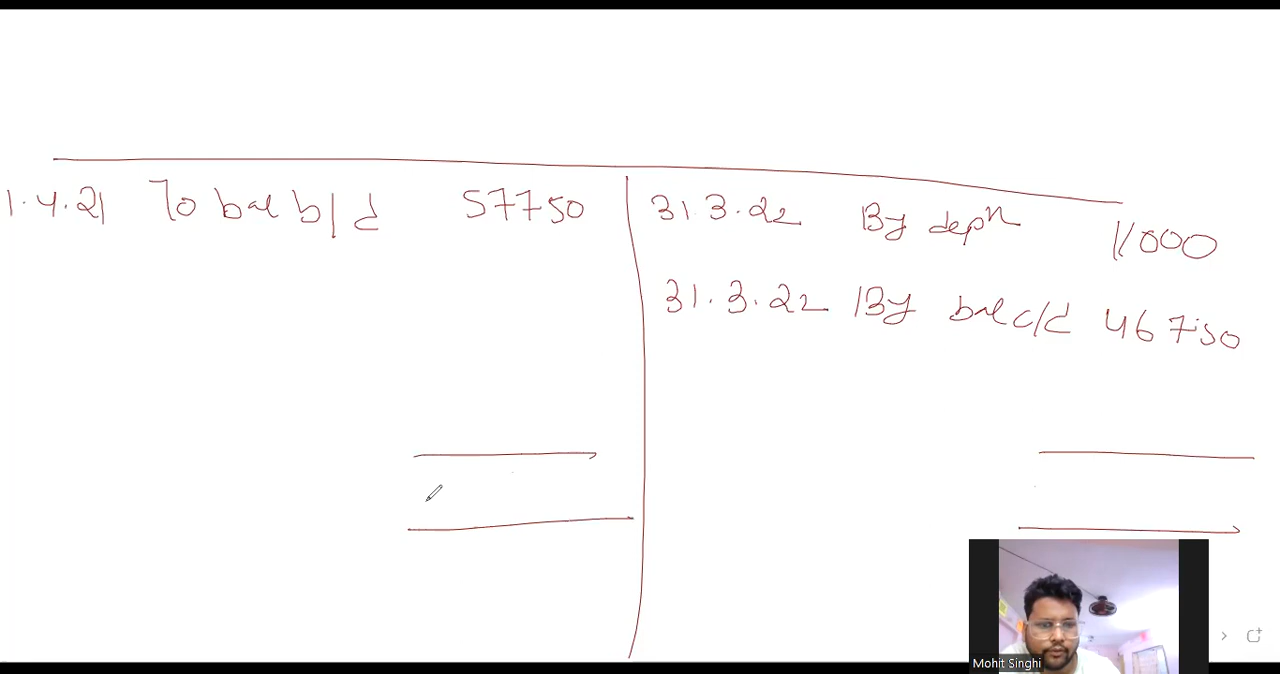 1.4.21 To bal b/d 57750
31.3.22 By depn 11000
31.3.22 By bal c/d 46750
Mohit Singhi